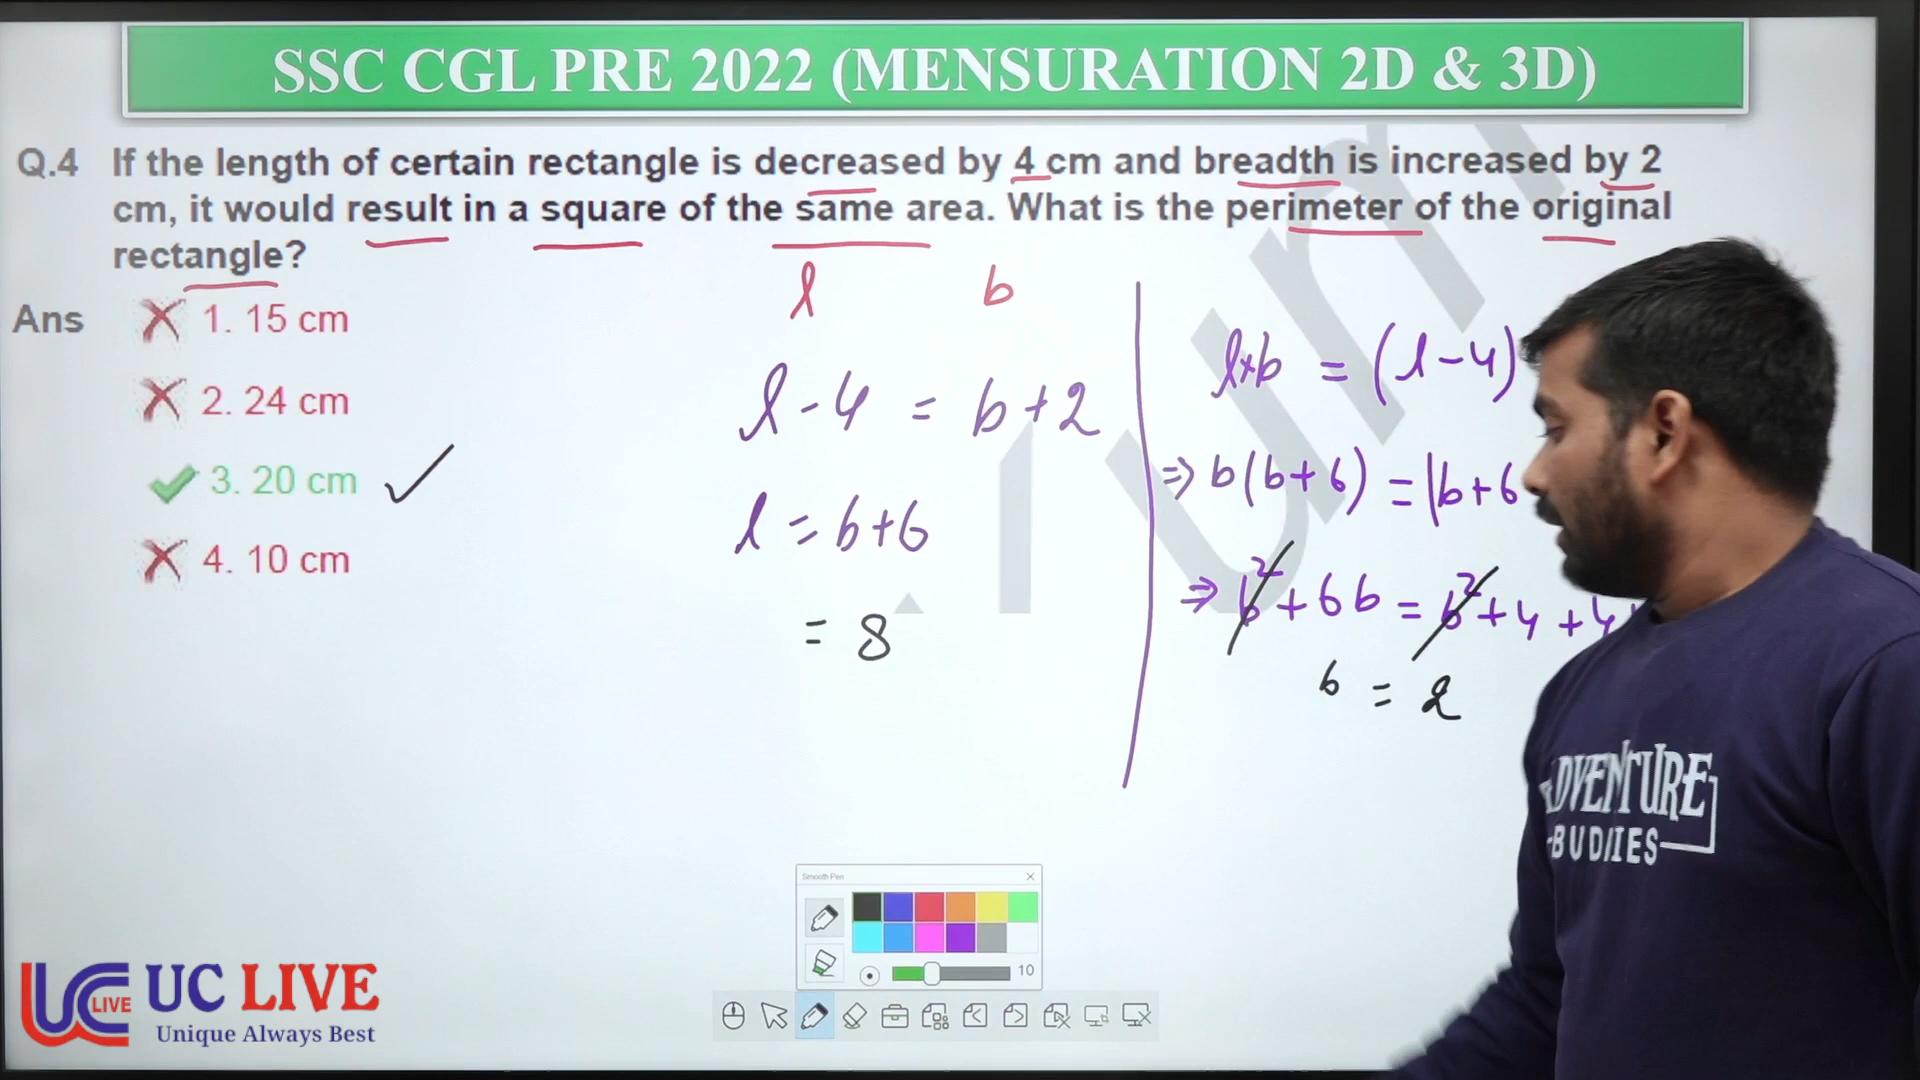 SSC CGL PRE 2022 (MENSURATION 2D & 3D)
Q.4 If the length of certain rectangle is decreased by 4 cm and breadth is increased by 2
cm, it would result in a square of the same area. What is the perimeter of the original
rectangle?
Ans
1. 15 cm
2. 24 cm
3. 20 cm
4. 10 cm
l b
l - 4 = b + 2
l = b + 6
= 8
l × b = (l - 4)
⇒ b(b + 6) = (b + 6
⇒ b² + 6b = b² + 4 + 4
b = 2
ADVENTURE
BUDDIES
Smooth Pen
10
LIVE
UC LIVE
Unique Always Best